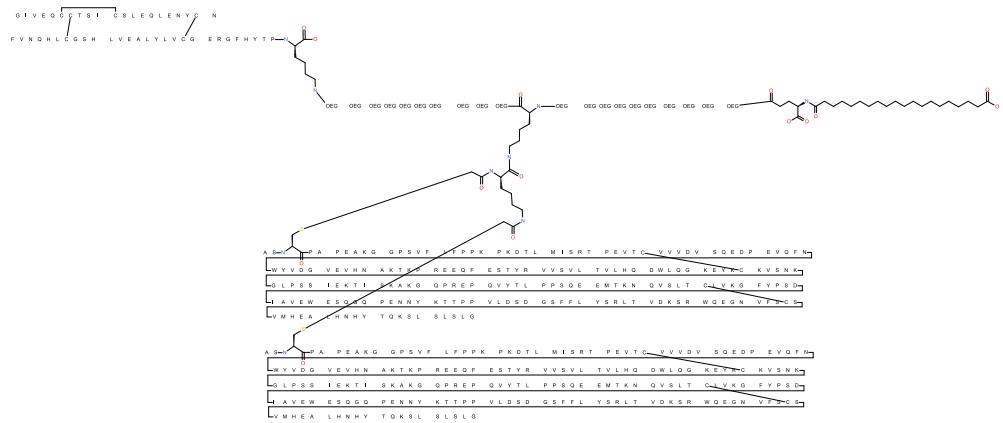 G I V E Q C C T S I C S L E Q L E N Y C N
F V N Q H L C G S H L V E A L Y L V C G E R G F H Y T P N O O
N OEG OEG OEG OEG OEG OEG OEG OEG OEG OEG O N OEG OEG OEG OEG OEG OEG OEG OEG OEG OEG O N O O O O O
N
O N O
N
O
S
A S N O P A P E A K G G P S V F L F P P K P K D T L M I S R T P E V T C V V V D V S Q E D P E V Q F N
W Y V D G V E V H N A K T K P R E E Q F E S T Y R V V S V L T V L H Q D W L Q G K E Y K C K V S N K
G L P S S I E K T I S K A K G Q P R E P Q V Y T L P P S Q E E M T K N Q V S L T C L V K G F Y P S D
I A V E W E S Q G Q P E N N Y K T T P P V L D S D G S F F L Y S R L T V D K S R W Q E G N V F S C S
V M H E A L H N H Y T Q K S L S L S L G
S
A S N O P A P E A K G G P S V F L F P P K P K D T L M I S R T P E V T C V V V D V S Q E D P E V Q F N
W Y V D G V E V H N A K T K P R E E Q F E S T Y R V V S V L T V L H Q D W L Q G K E Y K C K V S N K
G L P S S I E K T I S K A K G Q P R E P Q V Y T L P P S Q E E M T K N Q V S L T C L V K G F Y P S D
I A V E W E S Q G Q P E N N Y K T T P P V L D S D G S F F L Y S R L T V D K S R W Q E G N V F S C S
V M H E A L H N H Y T Q K S L S L S L G